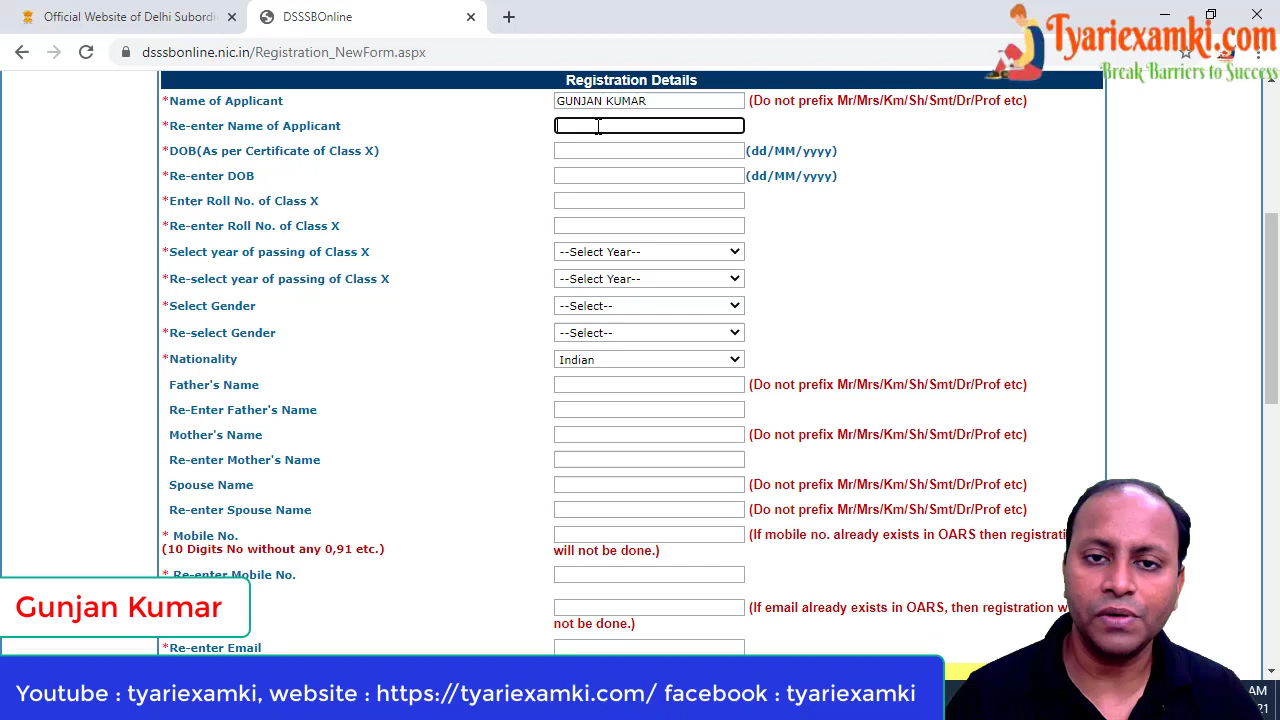 Official Website of Delhi Subordi
DSSSBOnline
Tyariexamki.com
Break Barriers to Success
dsssbonline.nic.in/Registration_NewForm.aspx
Registration Details
*Name of Applicant GUNJAN KUMAR (Do not prefix Mr/Mrs/Km/Sh/Smt/Dr/Prof etc)
*Re-enter Name of Applicant
*DOB(As per Certificate of Class X) (dd/MM/yyyy)
*Re-enter DOB (dd/MM/yyyy)
*Enter Roll No. of Class X
*Re-enter Roll No. of Class X
*Select year of passing of Class X --Select Year--
*Re-select year of passing of Class X --Select Year--
*Select Gender --Select--
*Re-select Gender --Select--
*Nationality Indian
Father's Name (Do not prefix Mr/Mrs/Km/Sh/Smt/Dr/Prof etc)
Re-Enter Father's Name
Mother's Name (Do not prefix Mr/Mrs/Km/Sh/Smt/Dr/Prof etc)
Re-enter Mother's Name
Spouse Name (Do not prefix Mr/Mrs/Km/Sh/Smt/Dr/Prof etc)
Re-enter Spouse Name (Do not prefix Mr/Mrs/Km/Sh/Smt/Dr/Prof etc)
* Mobile No. (If mobile no. already exists in OARS then registrati
(10 Digits No without any 0,91 etc.) will not be done.)
* Re-enter Mobile No.
(If email already exists in OARS, then registration w
not be done.)
Re-enter Email
Gunjan Kumar
Youtube : tyariexamki, website : https://tyariexamki.com/ facebook : tyariexamki
AM
21